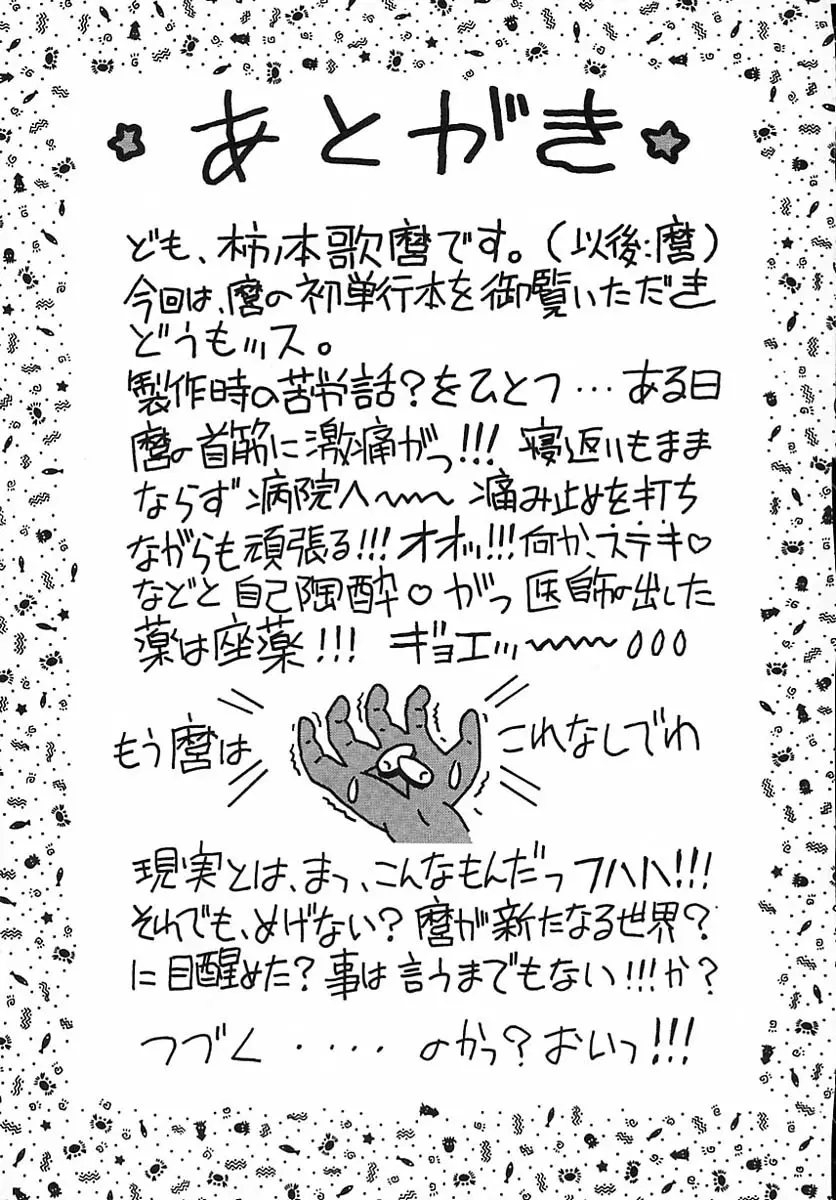 あとがき
ども、柿ノ本歌麿です。(以後:麿)
今回は、麿の初単行本を御覧いただき
どうもッス。
製作時の苦労話?をひとつ…ある日
麿の首筋に激痛がっ!!! 寝返りもまま
ならず病院へ〜〜 痛み止めを打ち
ながらも頑張る!!!オオッ!!!何か、ステキ♡
などと自己陶酔♡がっ医師の出した
薬は座薬!!! ギョエッ〜〜〜ooo
もう麿は
これなしでわ
現実とは、まっ、こんなもんだっフハハ!!!
それでも、めげない?麿が新たなる世界?
に目醒めた?事は言うまでもない!!!か?
つづく・・・・のかっ?おいっ!!!